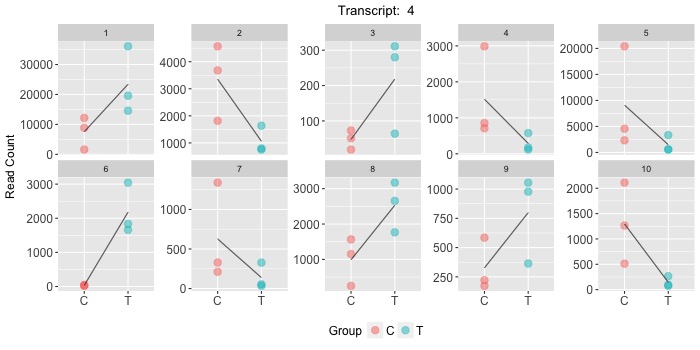 Transcript: 4
Read Count
1 2 3 4 5
30000 20000 10000 0
4000 3000 2000 1000
300 200 100
3000 2000 1000 0
20000 15000 10000 5000 0
6 7 8 9 10
3000 2000 1000 0
1000 500 0
3000 2000 1000
1000 750 500 250
2000 1500 1000 500 0
C T C T C T C T C T
Group C T